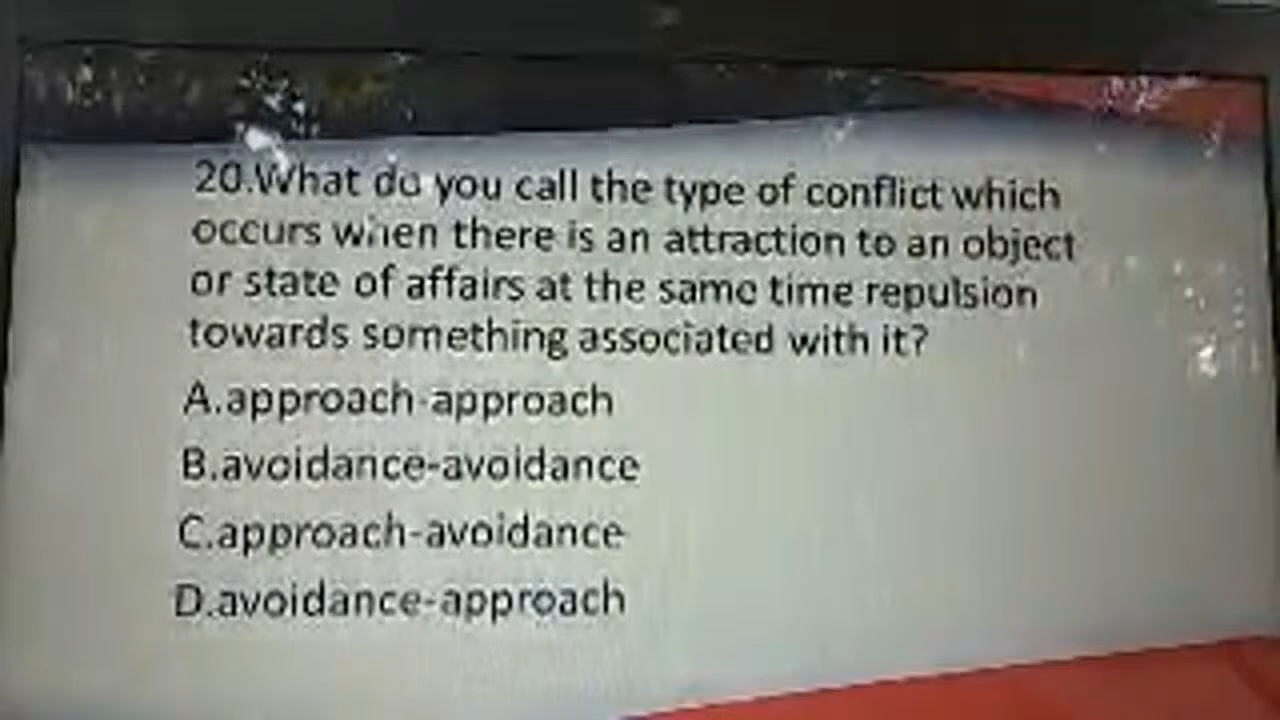 20.What do you call the type of conflict which
occurs when there is an attraction to an object
or state of affairs at the same time repulsion
towards something associated with it?
A.approach-approach
B.avoidance-avoidance
C.approach-avoidance
D.avoidance-approach